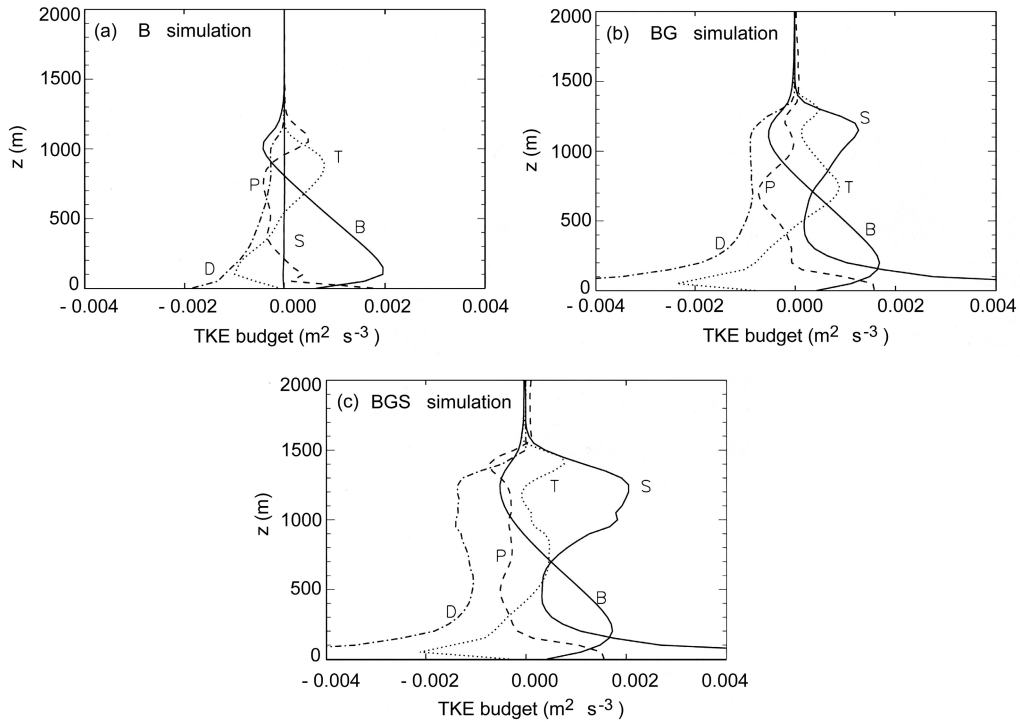 2000
(a) B simulation
1500
1000
500
0
z (m)
T
P
B
S
D
- 0.004 - 0.002 0.000 0.002 0.004
TKE budget (m² s⁻³ )
2000
(b) BG simulation
1500
1000
500
0
z (m)
S
P
T
B
D
- 0.004 - 0.002 0.000 0.002 0.004
TKE budget (m² s⁻³ )
2000
(c) BGS simulation
1500
1000
500
0
z (m)
T
S
P
B
D
- 0.004 - 0.002 0.000 0.002 0.004
TKE budget (m² s⁻³ )